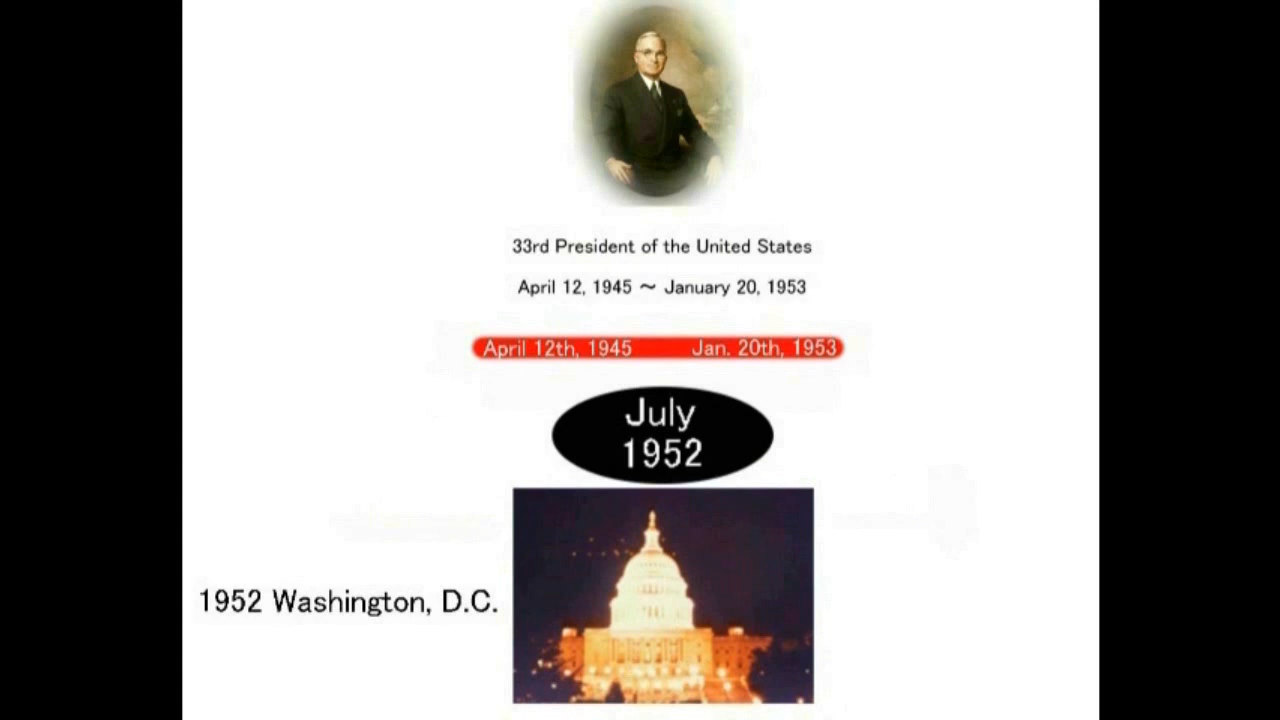 33rd President of the United States
April 12, 1945 ～ January 20, 1953
April 12th, 1945 Jan. 20th, 1953
July
1952
1952 Washington, D.C.